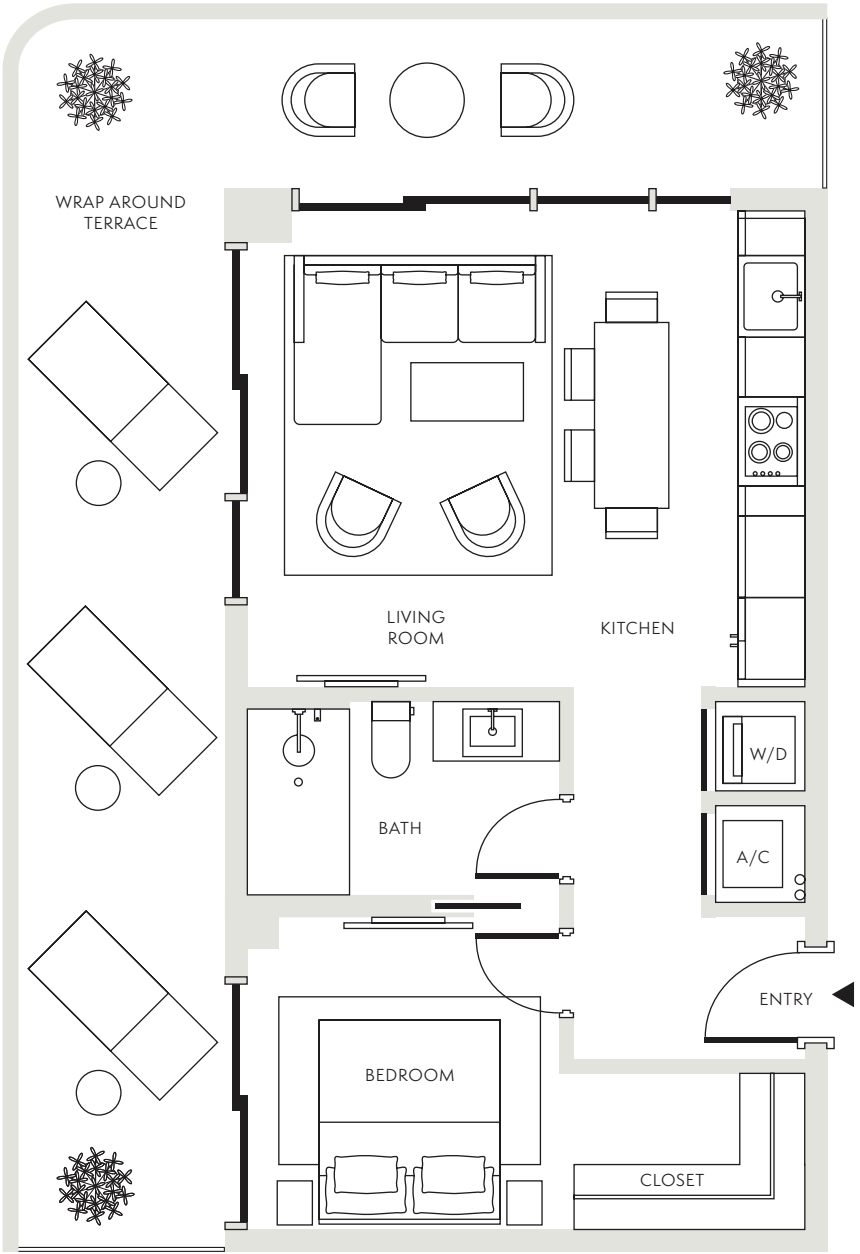 WRAP AROUND
TERRACE
LIVING
ROOM
KITCHEN
W/D
BATH
A/C
ENTRY
BEDROOM
CLOSET